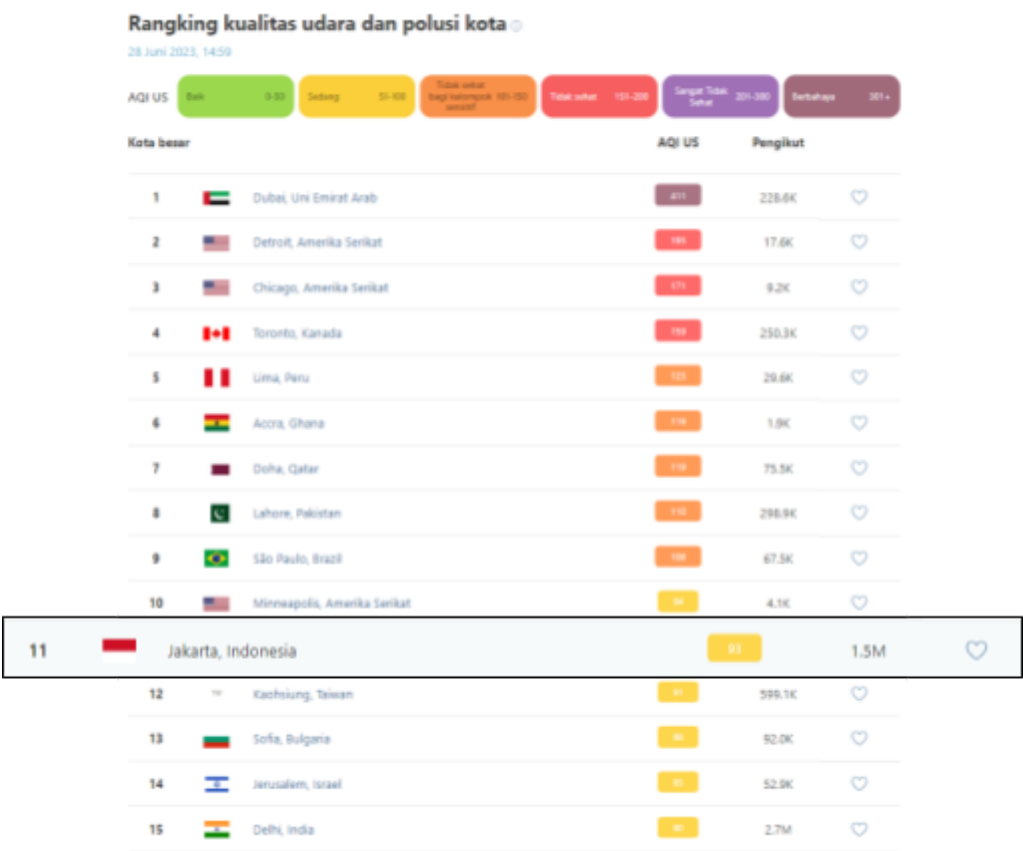 Rangking kualitas udara dan polusi kota
28 Juni 2023, 14:59
AQI US Baik 0-50 Sedang 51-100 Tidak sehat bagi kelompok sensitif 101-150 Tidak sehat 151-200 Sangat Tidak Sehat 201-300 Berbahaya 301+
Kota besar AQI US Pengikut
1 Dubai, Uni Emirat Arab 411 228.6K
2 Detroit, Amerika Serikat 17.6K
3 Chicago, Amerika Serikat 171 9.2K
4 Toronto, Kanada 159 250.3K
5 Lima, Peru 29.6K
6 Accra, Ghana 1.9K
7 Doha, Qatar 75.5K
8 Lahore, Pakistan 298.9K
9 São Paulo, Brazil 67.5K
10 Minneapolis, Amerika Serikat 4.1K
11 Jakarta, Indonesia 93 1.5M
12 Kaohsiung, Taiwan 599.1K
13 Sofia, Bulgaria 92.0K
14 Jerusalem, Israel 52.9K
15 Delhi, India 2.7M